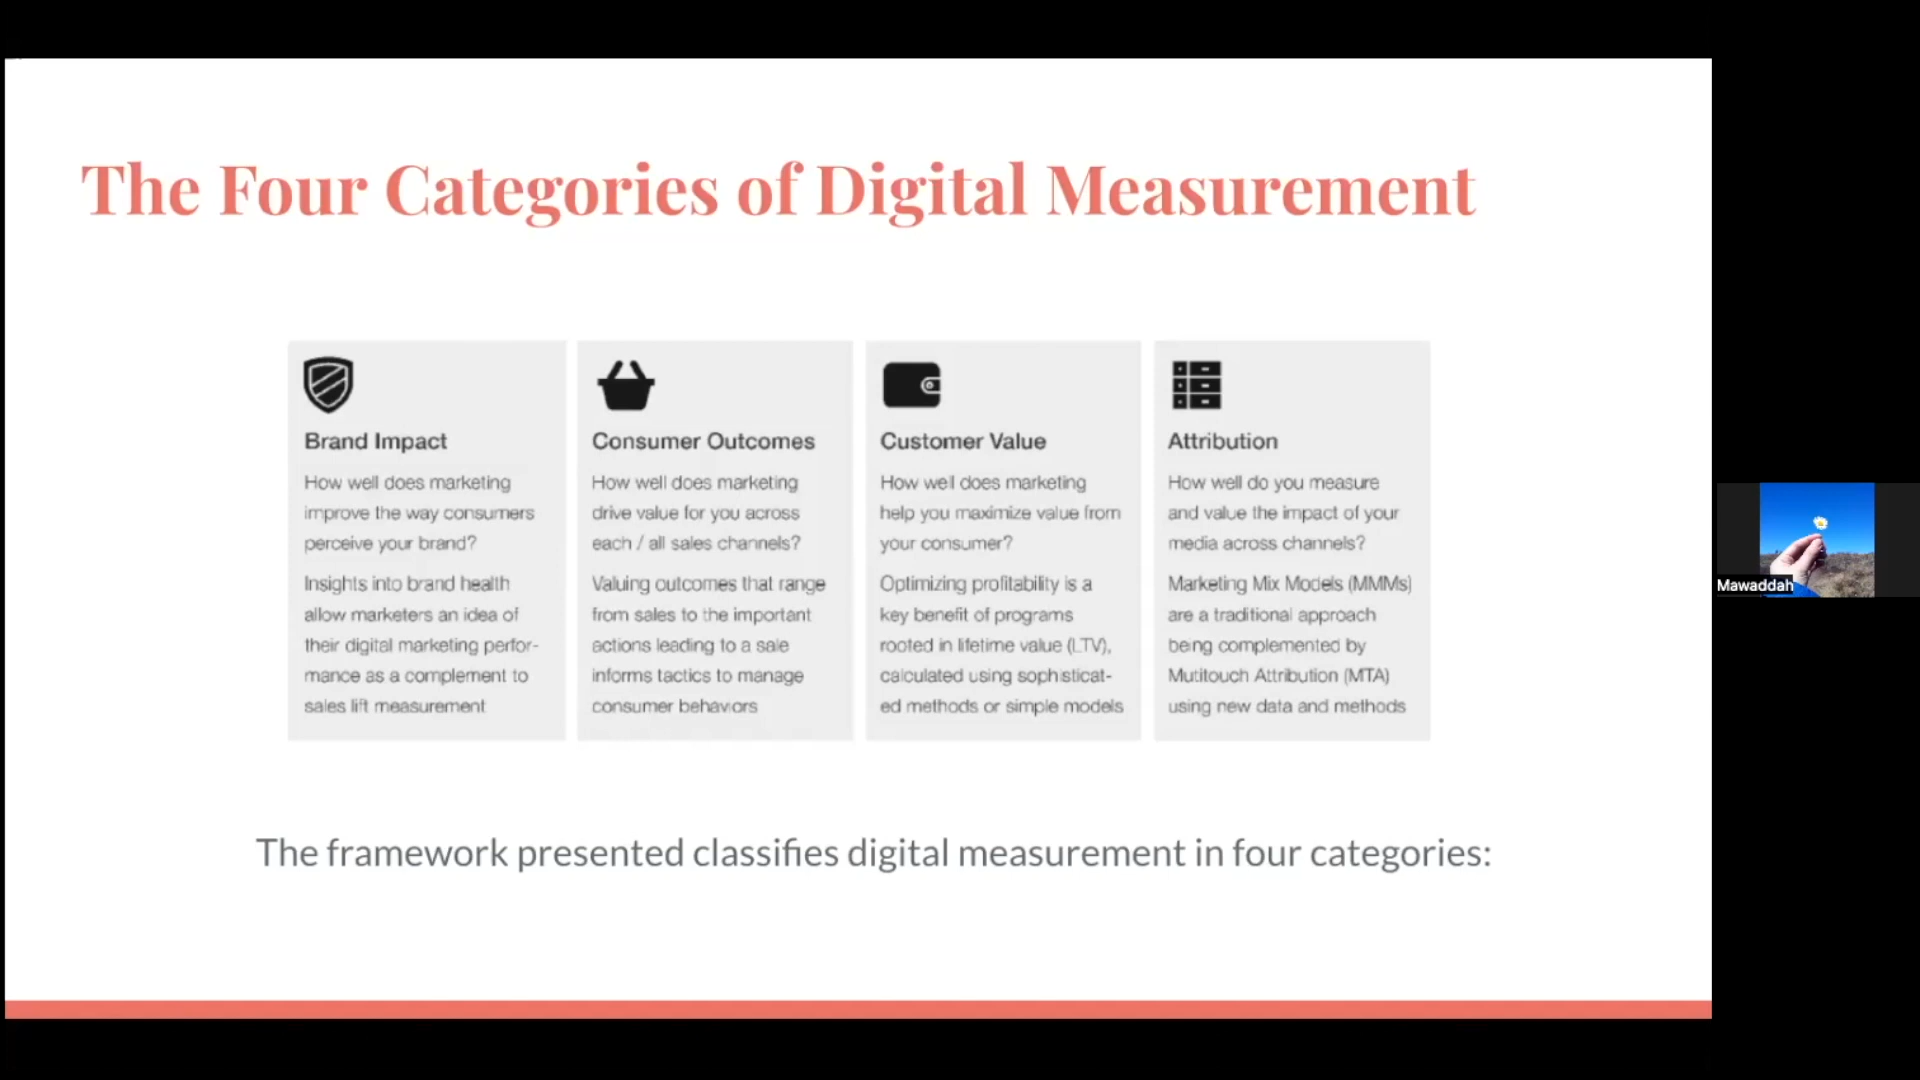 The Four Categories of Digital Measurement
Brand Impact
How well does marketing
improve the way consumers
perceive your brand?
Insights into brand health
allow marketers an idea of
their digital marketing perfor-
mance as a complement to
sales lift measurement
Consumer Outcomes
How well does marketing
drive value for you across
each / all sales channels?
Valuing outcomes that range
from sales to the important
actions leading to a sale
informs tactics to manage
consumer behaviors
Customer Value
How well does marketing
help you maximize value from
your consumer?
Optimizing profitability is a
key benefit of programs
rooted in lifetime value (LTV),
calculated using sophisticat-
ed methods or simple models
Attribution
How well do you measure
and value the impact of your
media across channels?
Marketing Mix Models (MMMs)
are a traditional approach
being complemented by
Mutitouch Attribution (MTA)
using new data and methods
The framework presented classifies digital measurement in four categories:
Mawaddah